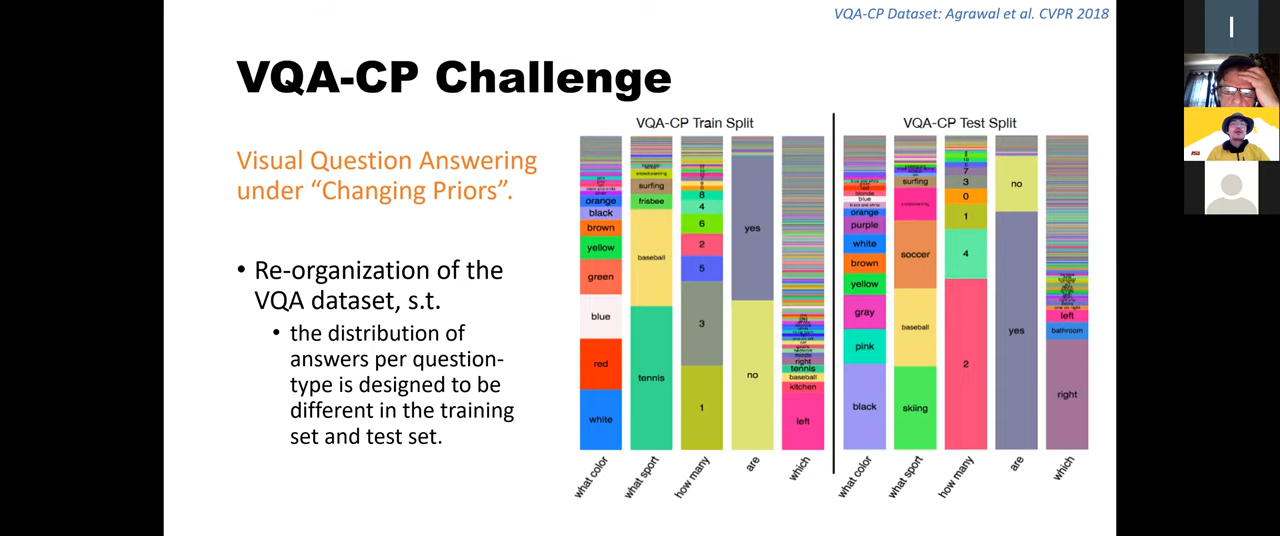 VQA-CP Dataset: Agrawal et al. CVPR 2018
VQA-CP Challenge
Visual Question Answering
under “Changing Priors”.
• Re-organization of the
VQA dataset, s.t.
• the distribution of
answers per question-
type is designed to be
different in the training
set and test set.
VQA-CP Train Split
orange
black
brown
yellow
green
blue
red
white
what color
surfing
frisbee
baseball
tennis
what sport
8
4
6
2
5
3
1
how many
yes
no
are
right
tennis
baseball
kitchen
left
which
VQA-CP Test Split
red
blonde
blue
orange
purple
white
brown
yellow
gray
pink
black
what color
surfing
soccer
baseball
skiing
what sport
7
3
0
1
4
2
how many
no
yes
are
left
bathroom
right
which
I